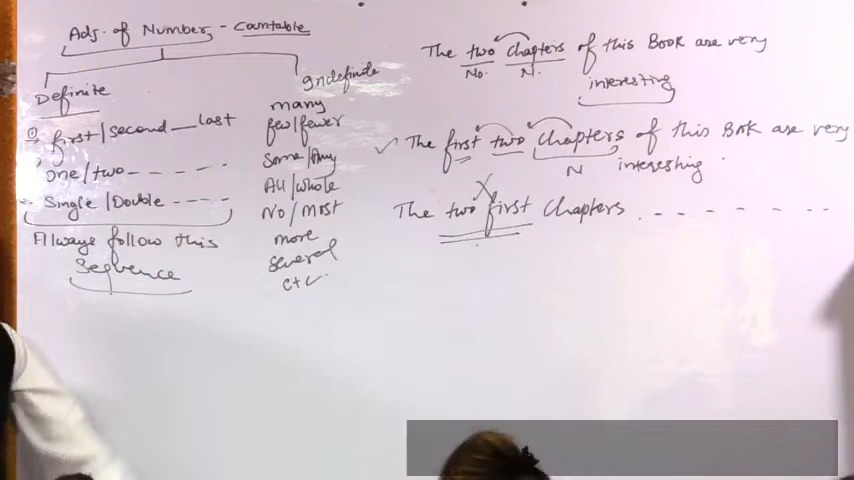 Adj. of Number, - Countable
Definite
① first/second __ last
one/two - - - - -
Single/Double - - - -
Always follow this
Sequence
Indefinite
many
few/fewer
Some/Any
All/whole
No/Most
more
several
etc
The two chapters of this Book are very
No. N.
interesting
✓ The first two chapters of this Book are very
N interesting.
X
The two first Chapters . - - - - - - -